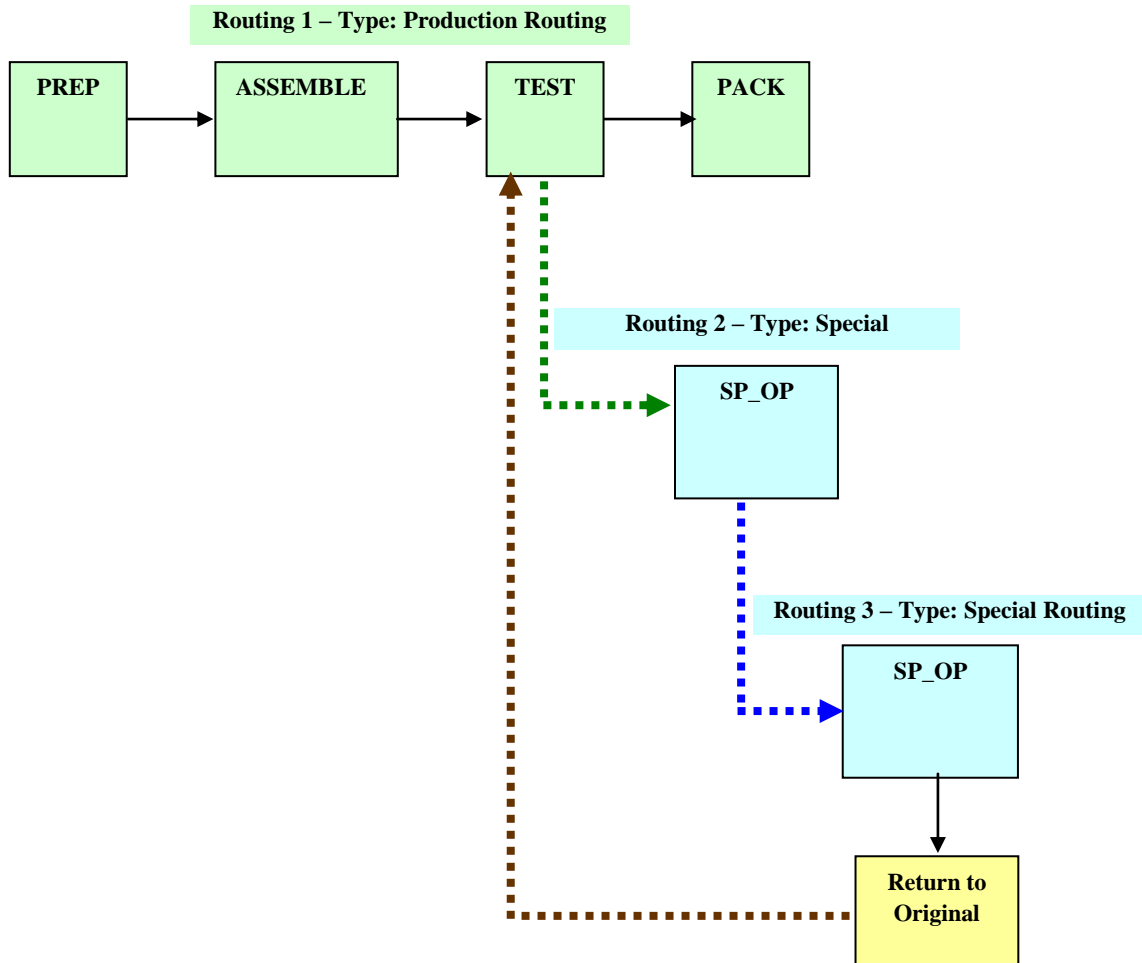 Routing 1 – Type: Production Routing
PREP
ASSEMBLE
TEST
PACK
Routing 2 – Type: Special
SP_OP
Routing 3 – Type: Special Routing
SP_OP
Return to
Original